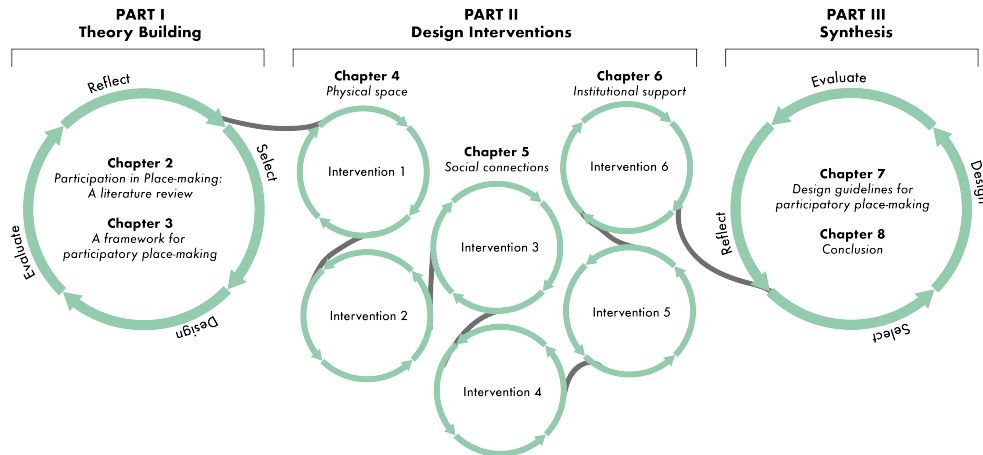 PART I
Theory Building
Reflect
Select
Design
Evaluate
Chapter 2
Participation in Place-making:
A literature review
Chapter 3
A framework for
participatory place-making
PART II
Design Interventions
Chapter 4
Physical space
Intervention 1
Intervention 2
Chapter 5
Social connections
Intervention 3
Intervention 4
Chapter 6
Institutional support
Intervention 6
Intervention 5
PART III
Synthesis
Evaluate
Design
Select
Reflect
Chapter 7
Design guidelines for
participatory place-making
Chapter 8
Conclusion